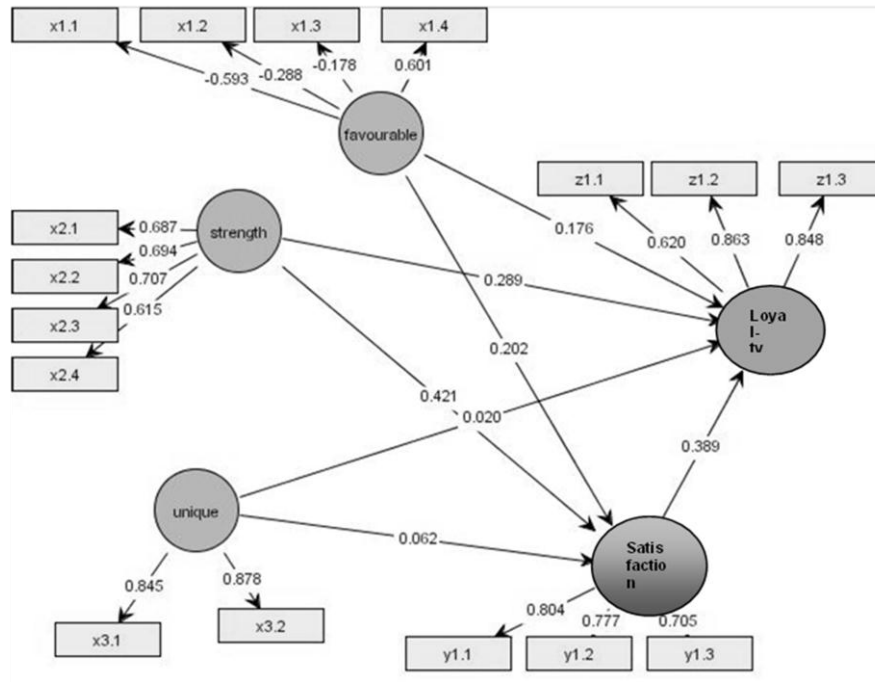 x1.1
x1.2
x1.3
x1.4
-0.593
-0.288
-0.178
0.601
favourable
z1.1
z1.2
z1.3
x2.1
x2.2
x2.3
x2.4
0.687
0.694
0.707
0.615
strength
0.176
0.620
0.863
0.848
0.289
Loya
l-
ty
0.202
0.421
0.020
0.389
unique
0.062
Satis
factio
n
0.845
0.878
x3.1
x3.2
0.804
0.777
0.705
y1.1
y1.2
y1.3